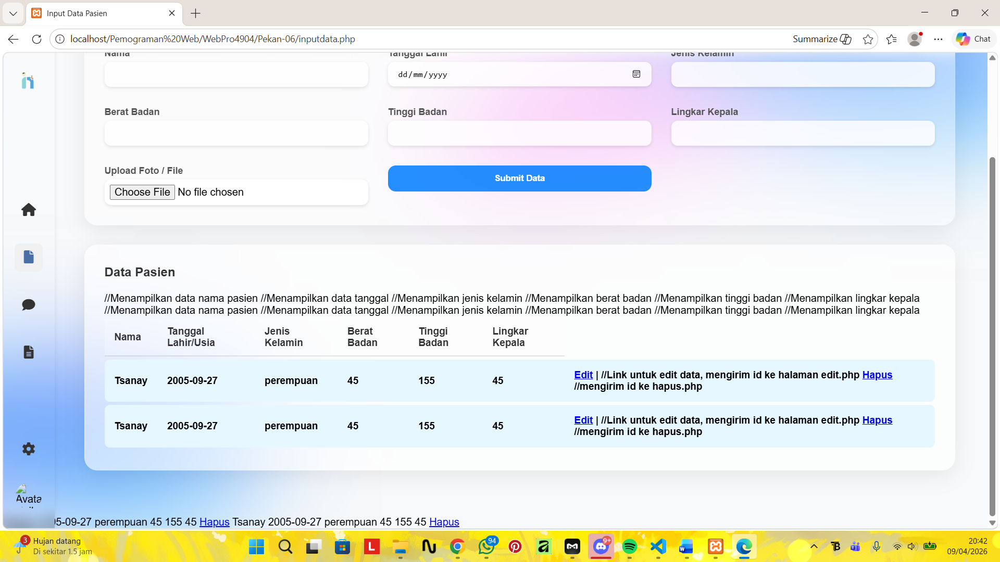 Input Data Pasien
localhost/Pemograman%20Web/WebPro4904/Pekan-06/inputdata.php
Summarize
Chat
Nama
Tanggal Lahir
Jenis Kelamin
dd/mm/yyyy
Berat Badan
Tinggi Badan
Lingkar Kepala
Upload Foto / File
Choose File No file chosen
Submit Data
Data Pasien
//Menampilkan data nama pasien //Menampilkan data tanggal //Menampilkan jenis kelamin //Menampilkan berat badan //Menampilkan tinggi badan //Menampilkan lingkar kepala
//Menampilkan data nama pasien //Menampilkan data tanggal //Menampilkan jenis kelamin //Menampilkan berat badan //Menampilkan tinggi badan //Menampilkan lingkar kepala
Nama
Tanggal Lahir/Usia
Jenis Kelamin
Berat Badan
Tinggi Badan
Lingkar Kepala
Tsanay 2005-09-27 perempuan 45 155 45 Edit | //Link untuk edit data, mengirim id ke halaman edit.php Hapus
//mengirim id ke hapus.php
Tsanay 2005-09-27 perempuan 45 155 45 Edit | //Link untuk edit data, mengirim id ke halaman edit.php Hapus
//mengirim id ke hapus.php
Avata
05-09-27 perempuan 45 155 45 Hapus Tsanay 2005-09-27 perempuan 45 155 45 Hapus
3
Hujan datang
Di sekitar 1.5 jam
L
94
9+
20:42
09/04/2026